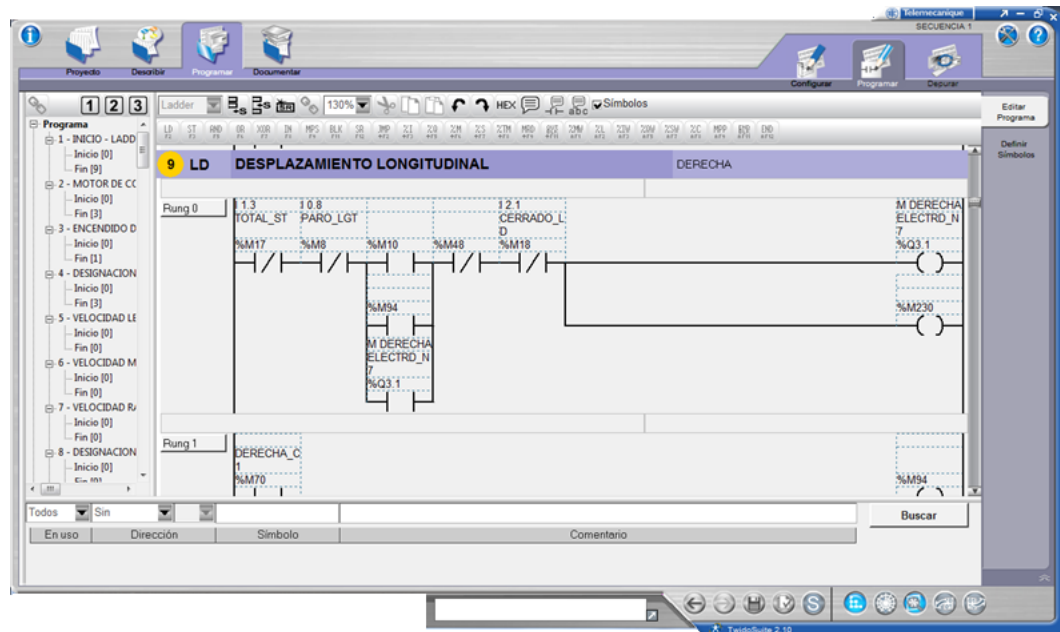 Telemecanique
SECUENCIA 1
Proyecto
Describir
Programar
Documentar
Configurar
Programar
Depurar
1 2 3
Ladder
130%
HEX
Símbolos
Editar
Programa
Definir
Símbolos
Programa
1 - INICIO - LADD
Inicio [0]
Fin [9]
2 - MOTOR DE CC
Inicio [0]
Fin [3]
3 - ENCENDIDO D
Inicio [0]
Fin [1]
4 - DESIGNACION
Inicio [0]
Fin [3]
5 - VELOCIDAD LE
Inicio [0]
Fin [0]
6 - VELOCIDAD M
Inicio [0]
Fin [0]
7 - VELOCIDAD R
Inicio [0]
Fin [0]
8 - DESIGNACION
Inicio [0]
Fin [0]
9 LD DESPLAZAMIENTO LONGITUDINAL DERECHA
Rung 0
I 1.3
TOTAL_ST
%M17
I 0.8
PARO_LGT
%M8
%M10
%M48
I 2.1
CERRADO_L
D
%M18
M DERECHA
ELECTRD_N
7
%Q3.1
%M94
%M230
M DERECHA
ELECTRD_N
7
%Q3.1
Rung 1
DERECHA_C
1
%M70
%M94
Todos
Sin
Buscar
En uso
Dirección
Símbolo
Comentario
TwidoSuite 2.10